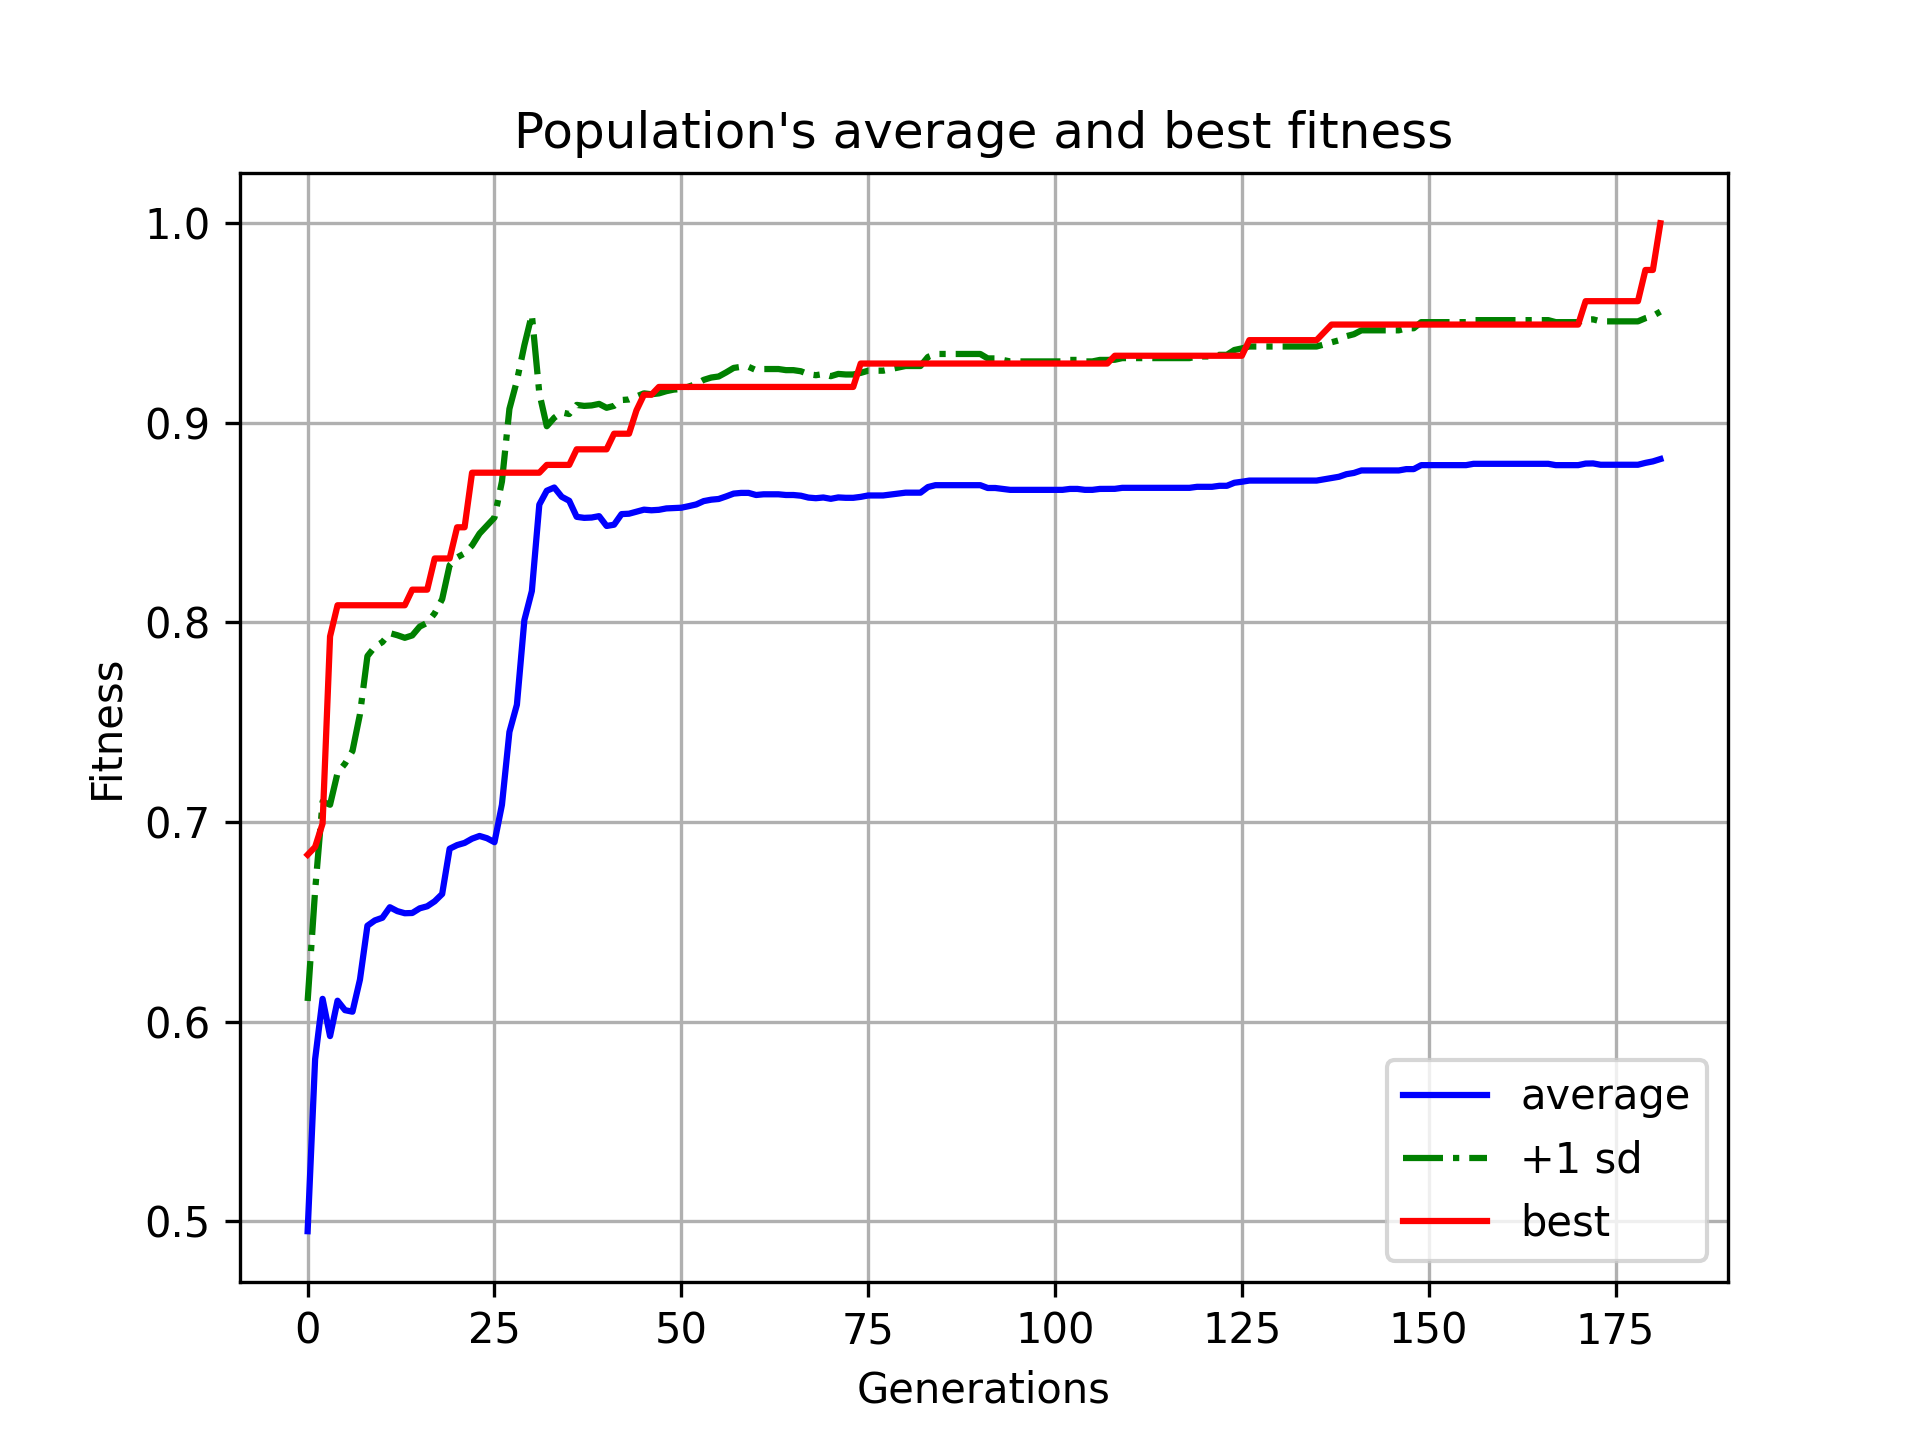 Population's average and best fitness
1.0
0.9
0.8
0.7
0.6
0.5
Fitness
0 25 50 75 100 125 150 175
Generations
average
+1 sd
best